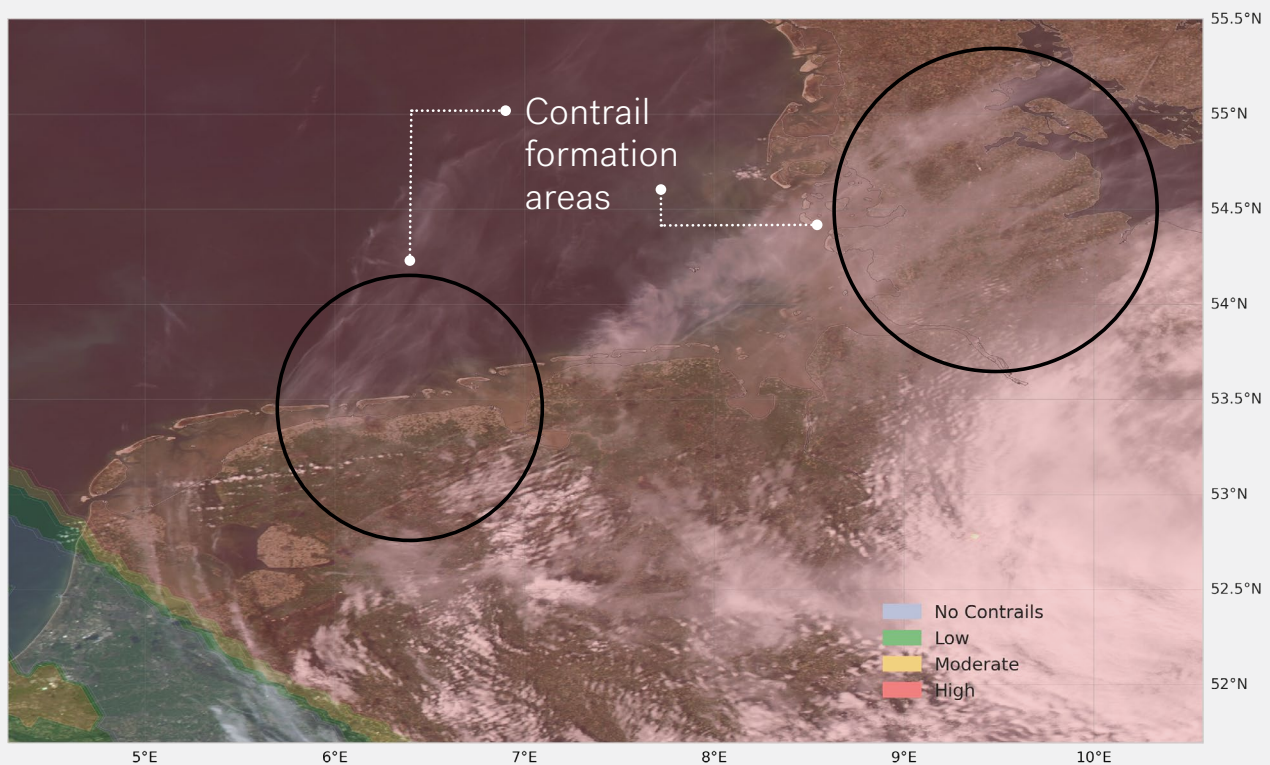 Contrail
formation
areas
55.5°N
55°N
54.5°N
54°N
53.5°N
53°N
52.5°N
52°N
No Contrails
Low
Moderate
High
5°E
6°E
7°E
8°E
9°E
10°E